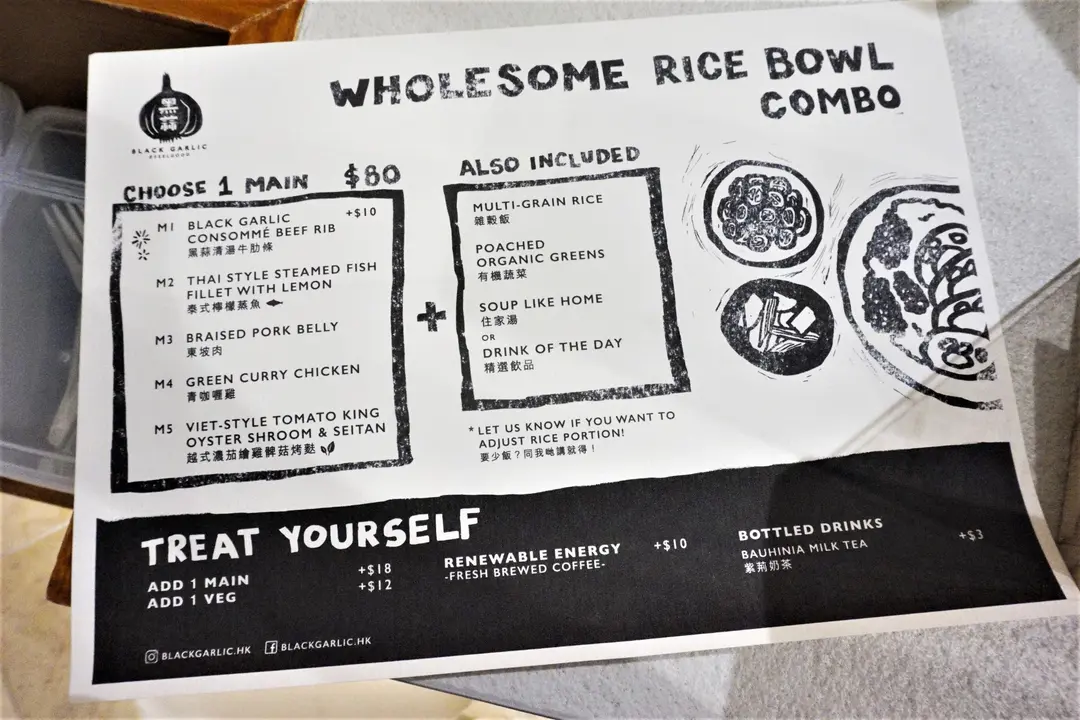 黑蒜
BLACK GARLIC
WHOLESOME RICE BOWL
COMBO
CHOOSE 1 MAIN $80
M1 BLACK GARLIC +$10
CONSOMMÉ BEEF RIB
黑蒜清湯牛肋條
M2 THAI STYLE STEAMED FISH
FILLET WITH LEMON
泰式檸檬蒸魚
M3 BRAISED PORK BELLY
東坡肉
M4 GREEN CURRY CHICKEN
青咖喱雞
M5 VIET-STYLE TOMATO KING
OYSTER SHROOM & SEITAN
越式濃茄繪雞髀菇烤麩
+
ALSO INCLUDED
MULTI-GRAIN RICE
雜穀飯
POACHED
ORGANIC GREENS
有機蔬菜
SOUP LIKE HOME
住家湯
OR
DRINK OF THE DAY
精選飲品
* LET US KNOW IF YOU WANT TO
ADJUST RICE PORTION!
要少飯？同我哋講就得！
TREAT YOURSELF
ADD 1 MAIN +$18
ADD 1 VEG +$12
RENEWABLE ENERGY +$10
-FRESH BREWED COFFEE-
BOTTLED DRINKS
BAUHINIA MILK TEA +$3
紫荊奶茶
BLACKGARLIC.HK BLACKGARLIC.HK